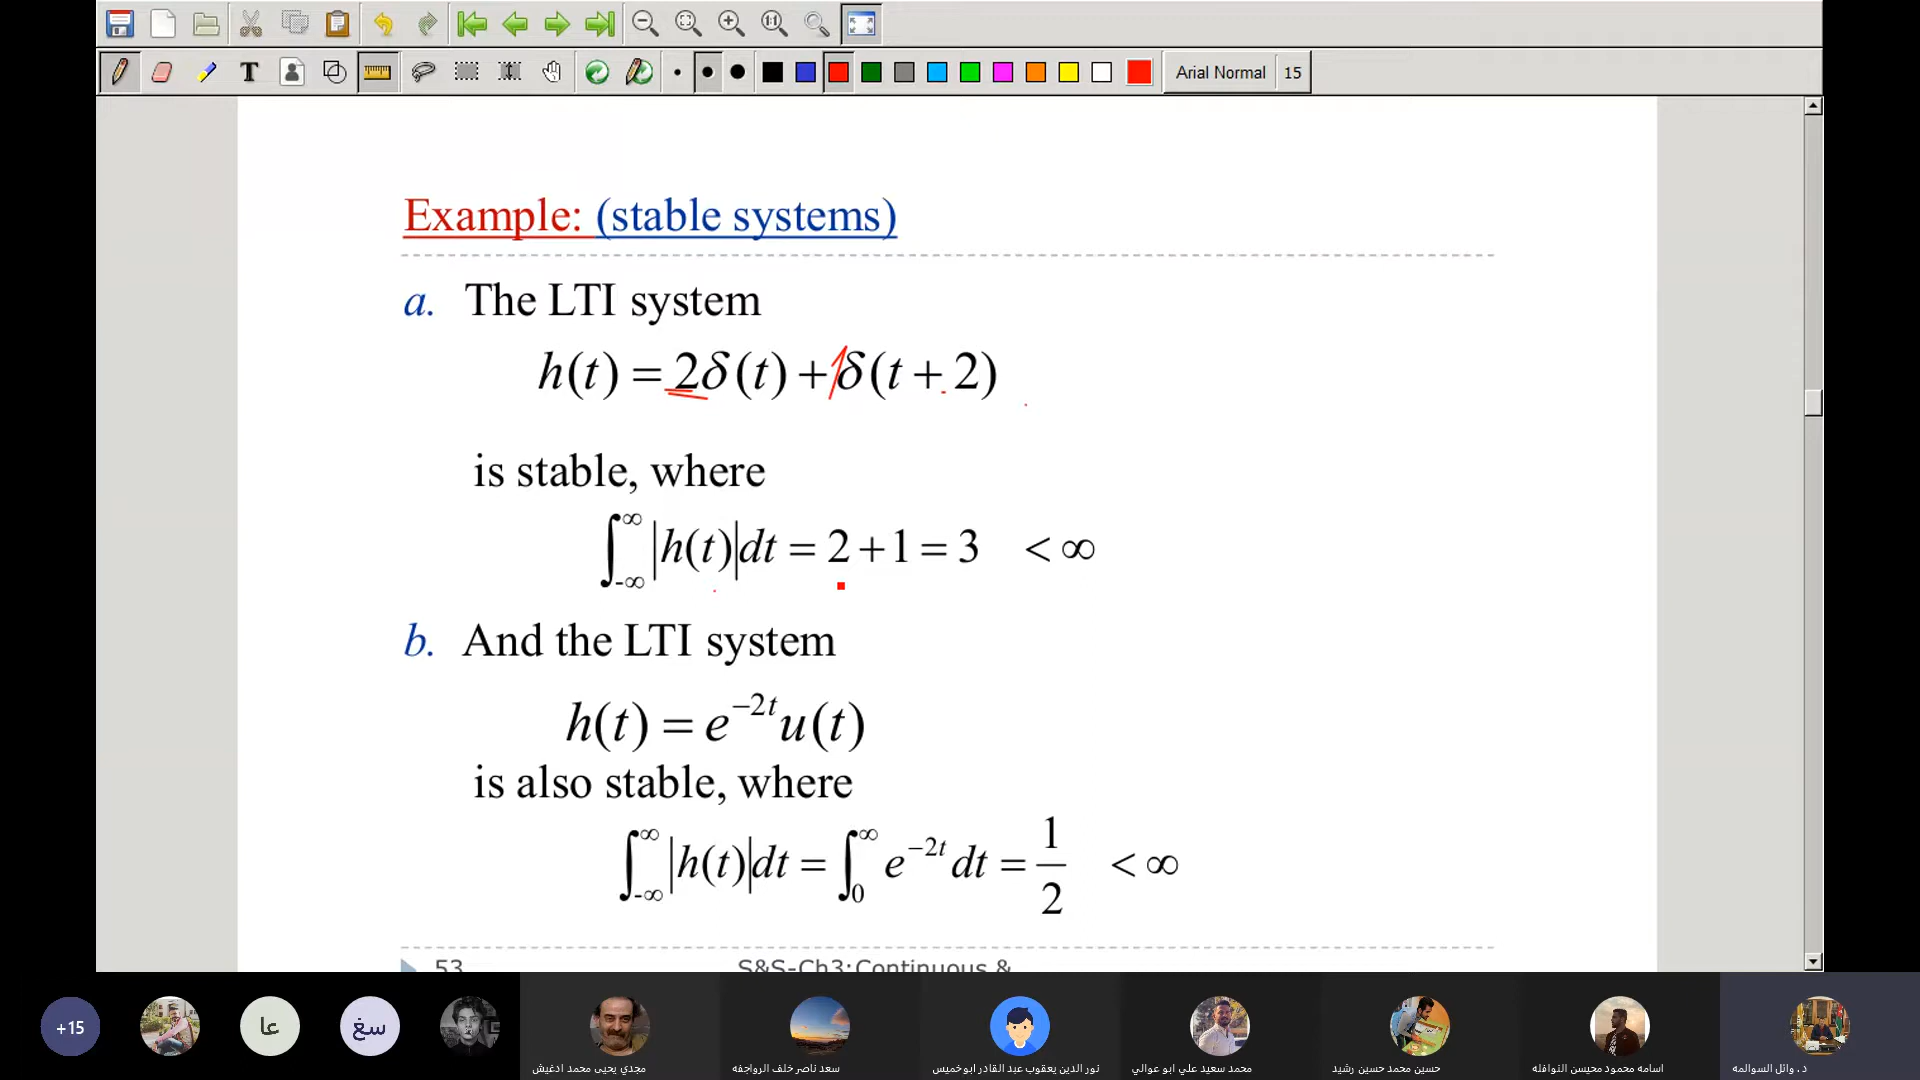 Arial Normal 15
Example: (stable systems)
a. The LTI system
h(t) = 2δ(t) + δ(t + 2)
is stable, where
∫_{-∞}^{∞} |h(t)| dt = 2 + 1 = 3 < ∞
b. And the LTI system
h(t) = e^{-2t} u(t)
is also stable, where
∫_{-∞}^{∞} |h(t)| dt = ∫_{0}^{∞} e^{-2t} dt = 1/2 < ∞
53 S&S-Ch3: Continuous &
+15
عا
سغ
مجدي يحيى محمد ادغيش
سعد ناصر خلف الرواجفه
نور الدين يعقوب عبد القادر ابوخميس
محمد سعيد علي ابو عوالي
حسين محمد حسين رشيد
اسامه محمود محيسن النوافله
د. وائل السوالمه